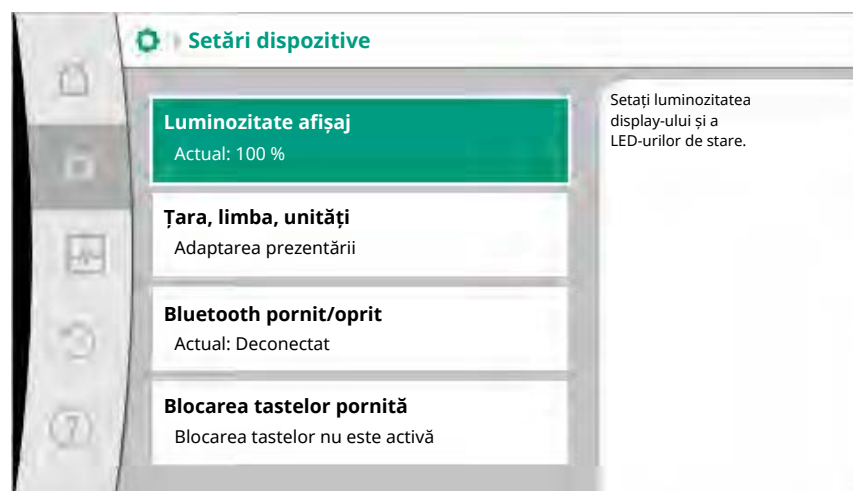 Setări dispozitive
Luminozitate afișaj
Actual: 100 %
Țara, limba, unități
Adaptarea prezentării
Bluetooth pornit/oprit
Actual: Deconectat
Blocarea tastelor pornită
Blocarea tastelor nu este activă
Setați luminozitatea
display-ului și a
LED-urilor de stare.